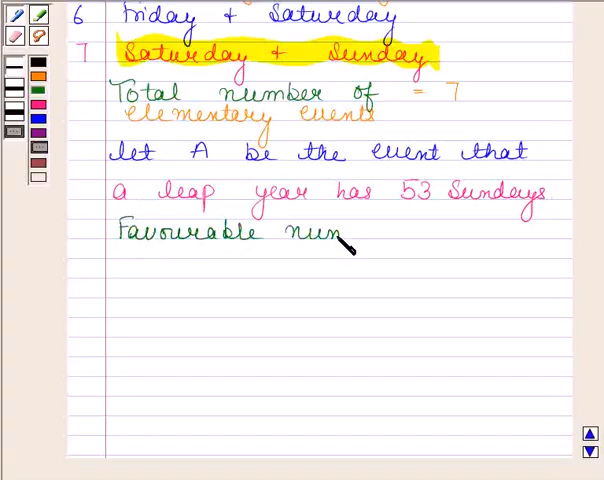 6 Friday + Saturday
7 Saturday + Sunday
Total number of = 7
elementary events
let A be the event that
a leap year has 53 Sundays.
Favourable num